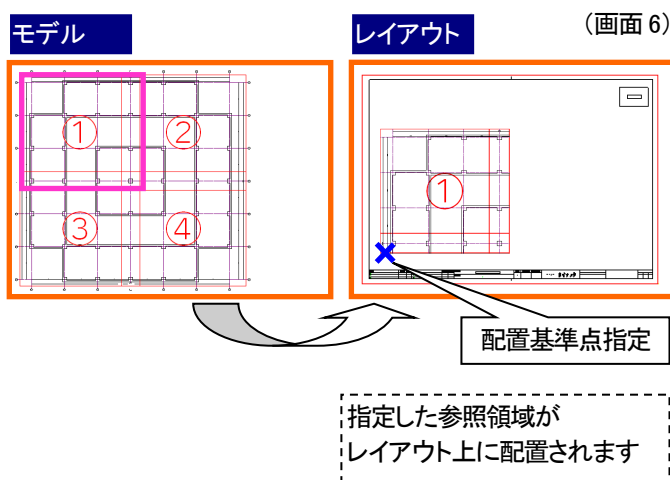 モデル
レイアウト
(画面 6)
①
②
③
④
①
配置基準点指定
指定した参照領域が
レイアウト上に配置されます